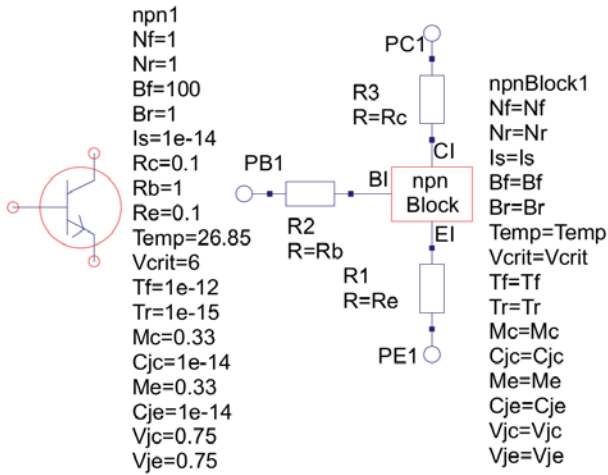 npn1
Nf=1
Nr=1
Bf=100
Br=1
Is=1e-14
Rc=0.1
Rb=1
Re=0.1
Temp=26.85
Vcrit=6
Tf=1e-12
Tr=1e-15
Mc=0.33
Cjc=1e-14
Me=0.33
Cje=1e-14
Vjc=0.75
Vje=0.75
PC1
R3
R=Rc
CI
PB1
BI
npn
Block
R2
R=Rb
EI
R1
R=Re
PE1
npnBlock1
Nf=Nf
Nr=Nr
Is=Is
Bf=Bf
Br=Br
Temp=Temp
Vcrit=Vcrit
Tf=Tf
Tr=Tr
Mc=Mc
Cjc=Cjc
Me=Me
Cje=Cje
Vjc=Vjc
Vje=Vje